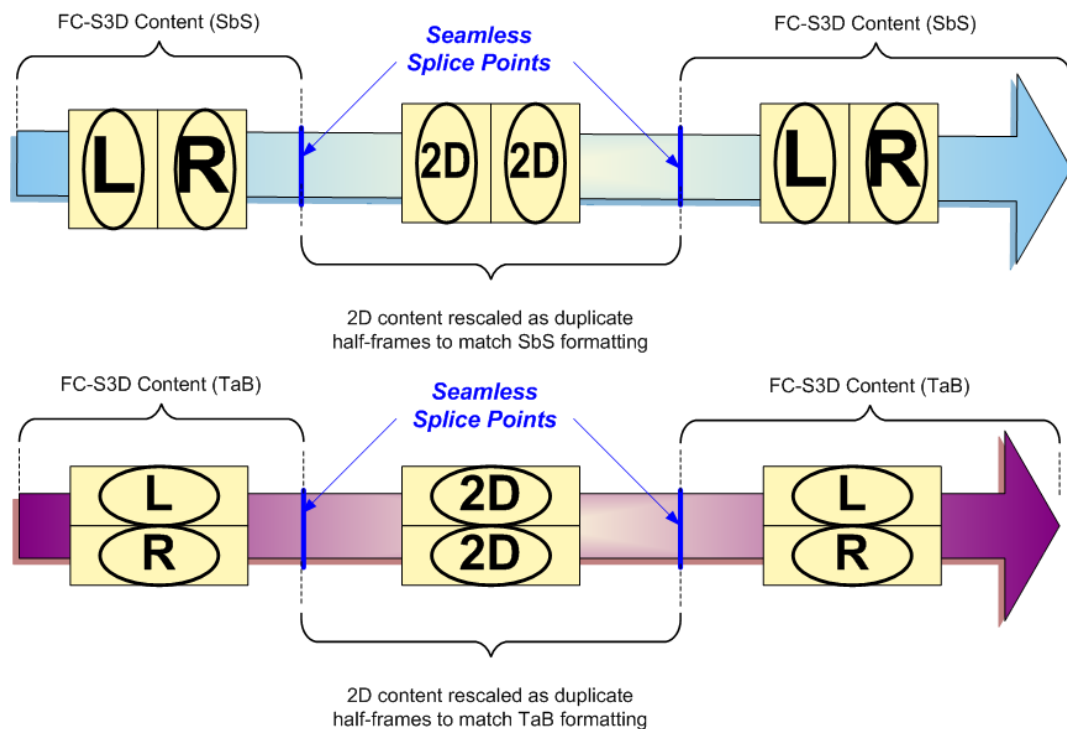 FC-S3D Content (SbS)
Seamless
Splice Points
FC-S3D Content (SbS)
L R
2D 2D
L R
2D content rescaled as duplicate
half-frames to match SbS formatting
FC-S3D Content (TaB)
Seamless
Splice Points
FC-S3D Content (TaB)
L
R
2D
2D
L
R
2D content rescaled as duplicate
half-frames to match TaB formatting